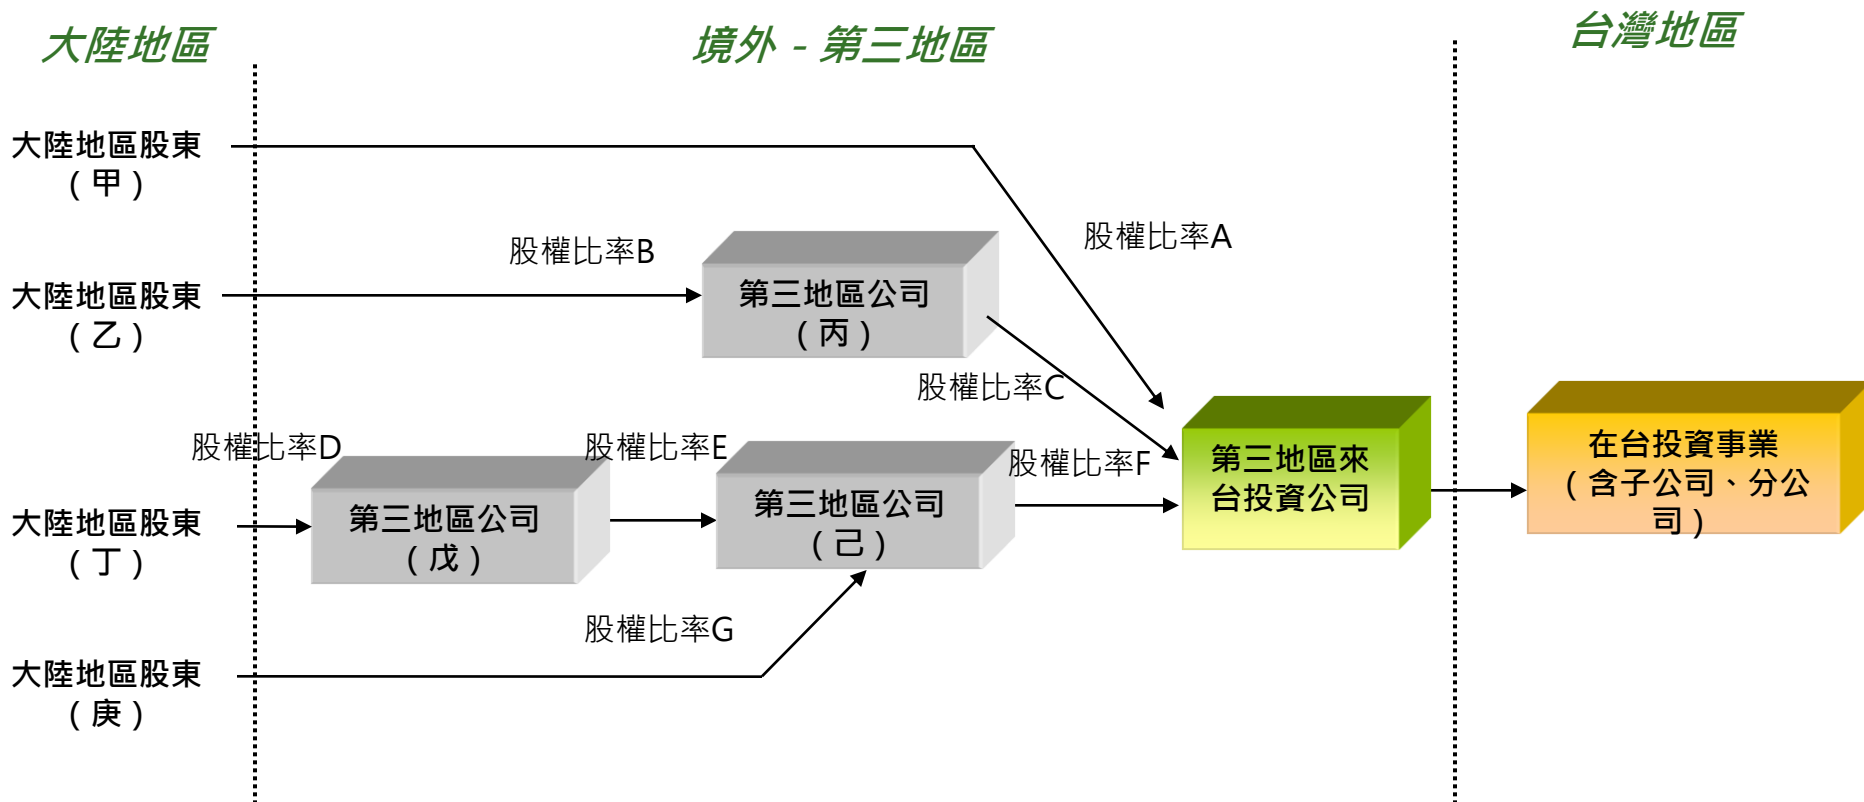 大陸地區
境外 - 第三地區
台灣地區
大陸地區股東
(甲)
股權比率A
股權比率B
第三地區公司
(丙)
大陸地區股東
(乙)
股權比率C
股權比率D
股權比率E
股權比率F
第三地區來
台投資公司
在台投資事業
(含子公司、分公
司)
大陸地區股東
(丁)
第三地區公司
(戊)
第三地區公司
(己)
股權比率G
大陸地區股東
(庚)